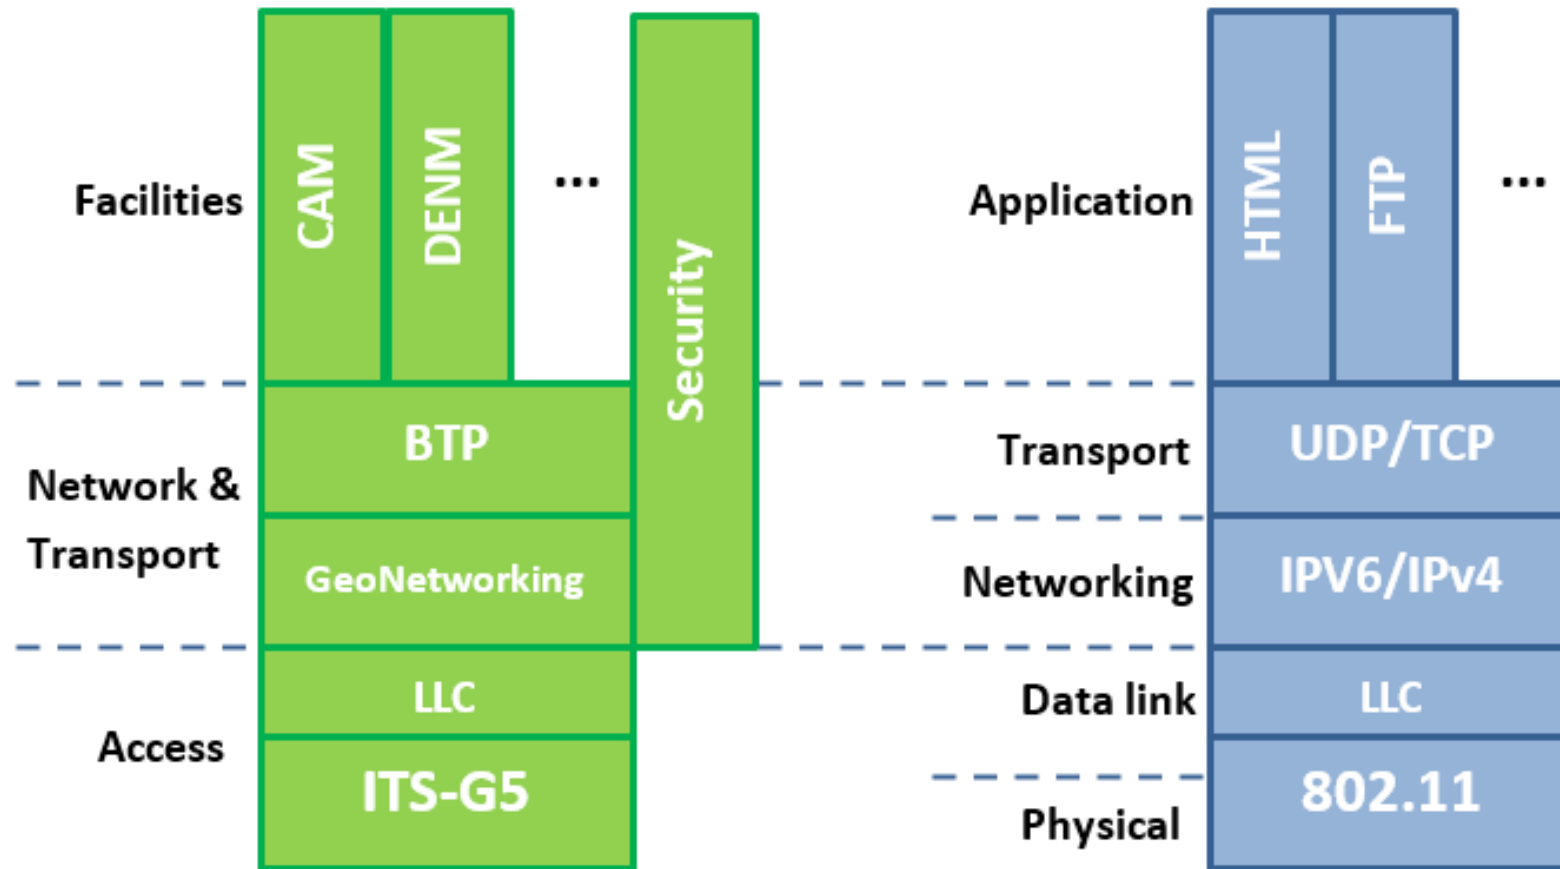 Facilities
CAM
DENM
...
Security
Network &
Transport
BTP
GeoNetworking
Access
LLC
ITS-G5
Application
HTML
FTP
...
Transport
UDP/TCP
Networking
IPV6/IPv4
Data link
LLC
Physical
802.11